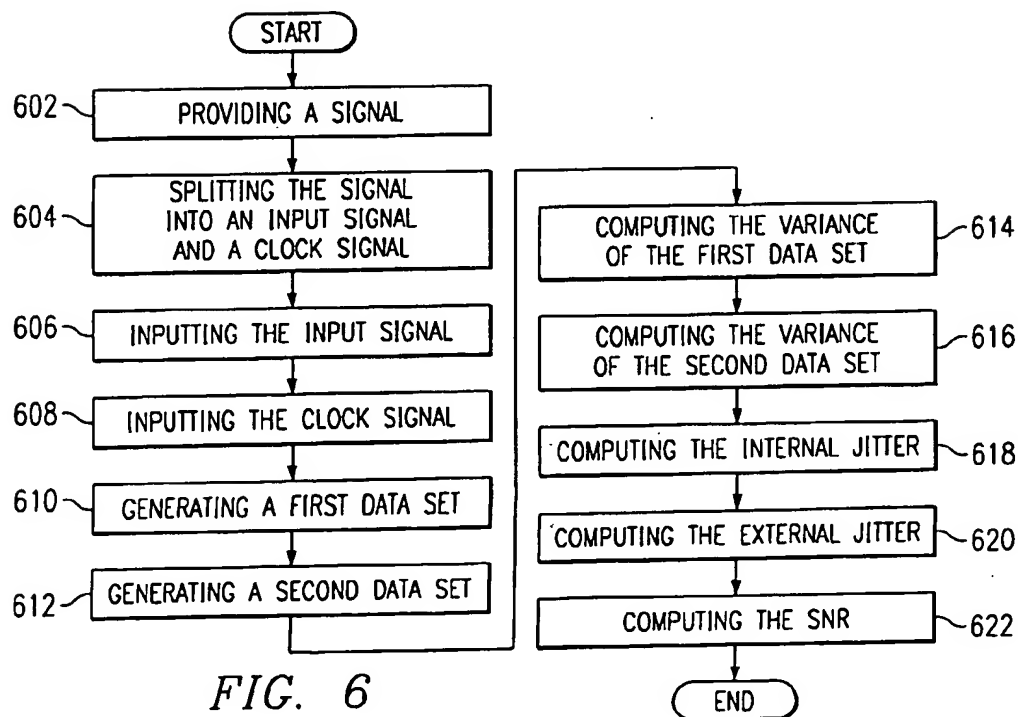 START
602
PROVIDING A SIGNAL
604
SPLITTING THE SIGNAL
INTO AN INPUT SIGNAL
AND A CLOCK SIGNAL
606
INPUTTING THE INPUT SIGNAL
608
INPUTTING THE CLOCK SIGNAL
610
GENERATING A FIRST DATA SET
612
GENERATING A SECOND DATA SET
COMPUTING THE VARIANCE
OF THE FIRST DATA SET
614
COMPUTING THE VARIANCE
OF THE SECOND DATA SET
616
COMPUTING THE INTERNAL JITTER
618
COMPUTING THE EXTERNAL JITTER
620
COMPUTING THE SNR
622
END
FIG. 6